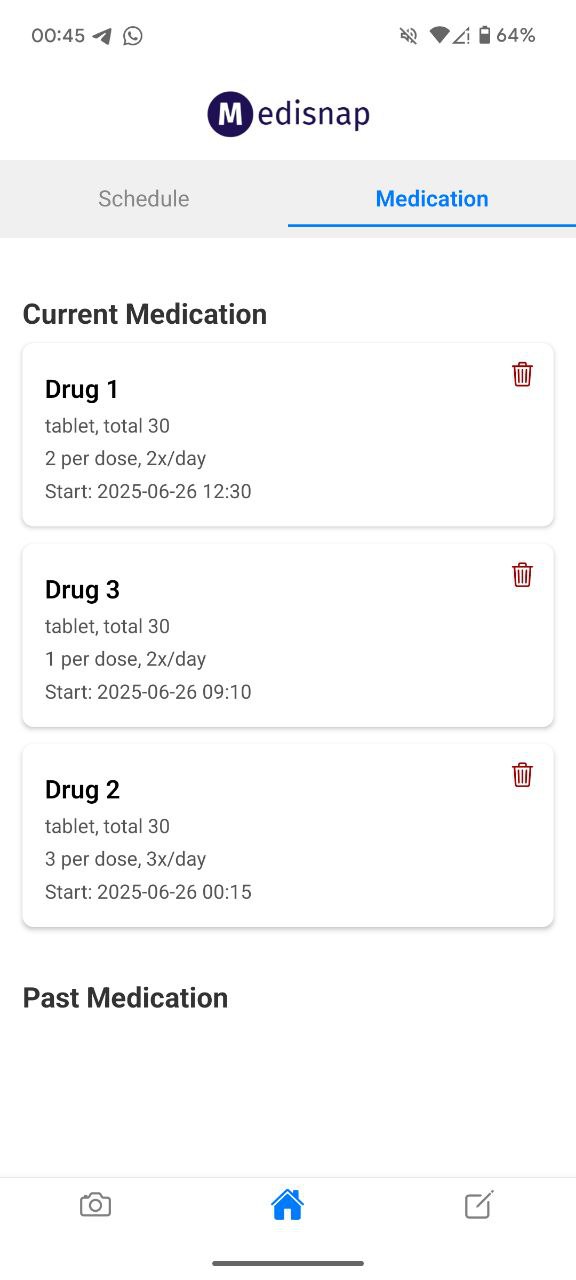 00:45 64%
Medisnap
Schedule Medication
Current Medication
Drug 1
tablet, total 30
2 per dose, 2x/day
Start: 2025-06-26 12:30
Drug 3
tablet, total 30
1 per dose, 2x/day
Start: 2025-06-26 09:10
Drug 2
tablet, total 30
3 per dose, 3x/day
Start: 2025-06-26 00:15
Past Medication